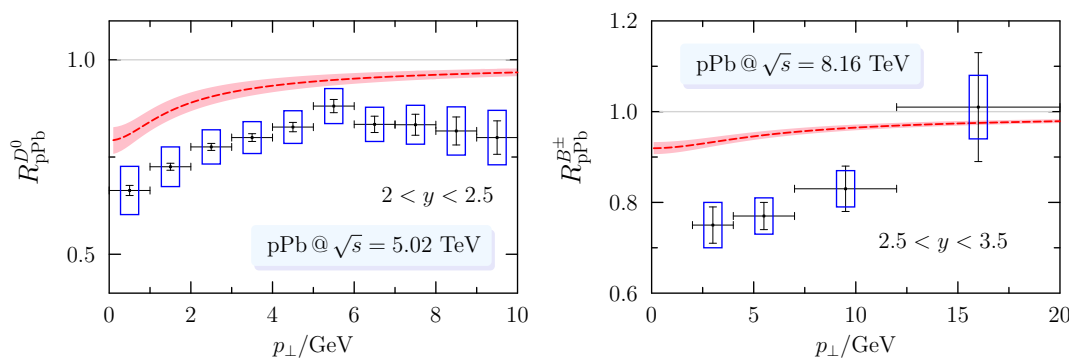 R_{pPb}^{D^0}
1.0
0.5
2 < y < 2.5
pPb @ √s = 5.02 TeV
0 2 4 6 8 10
p_⊥/GeV
R_{pPb}^{B^±}
1.2
1.0
0.8
0.6
pPb @ √s = 8.16 TeV
2.5 < y < 3.5
0 5 10 15 20
p_⊥/GeV